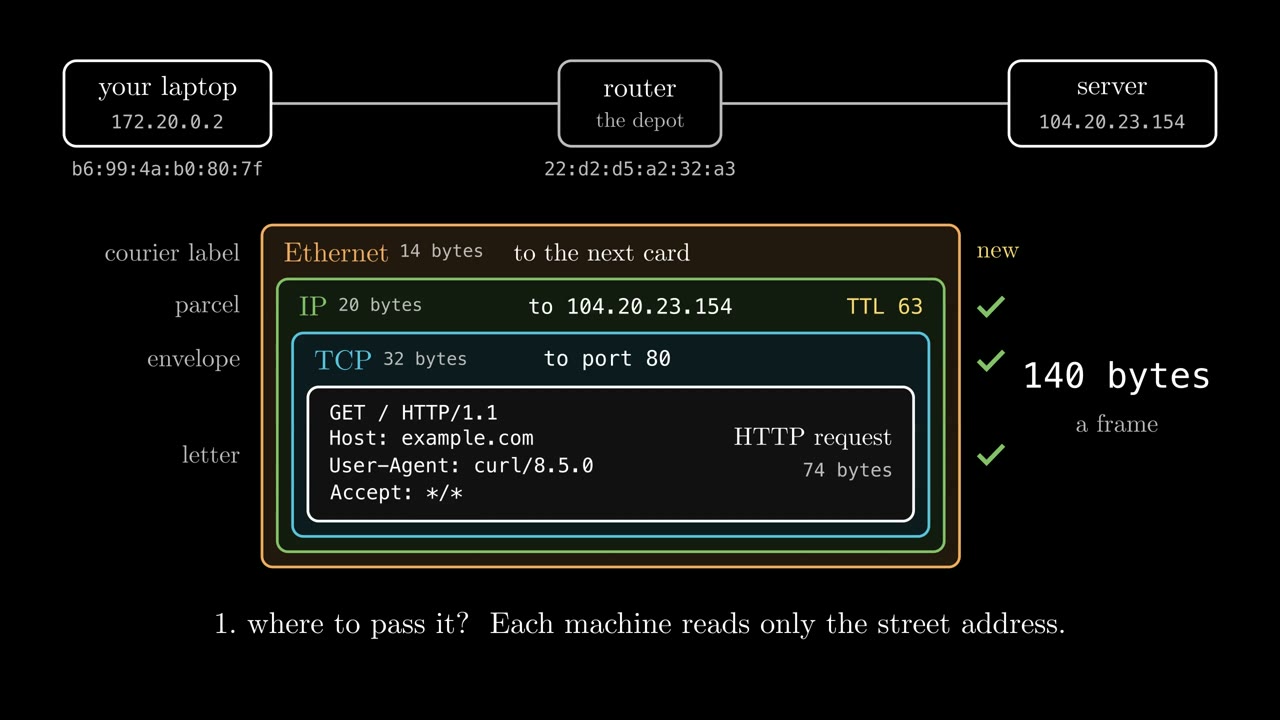 your laptop
172.20.0.2
b6:99:4a:b0:80:7f
router
the depot
22:d2:d5:a2:32:a3
server
104.20.23.154
courier label
Ethernet 14 bytes to the next card
new
parcel
IP 20 bytes to 104.20.23.154 TTL 63
envelope
TCP 32 bytes to port 80
letter
GET / HTTP/1.1
Host: example.com
User-Agent: curl/8.5.0
Accept: */*
HTTP request
74 bytes
140 bytes
a frame
1. where to pass it? Each machine reads only the street address.